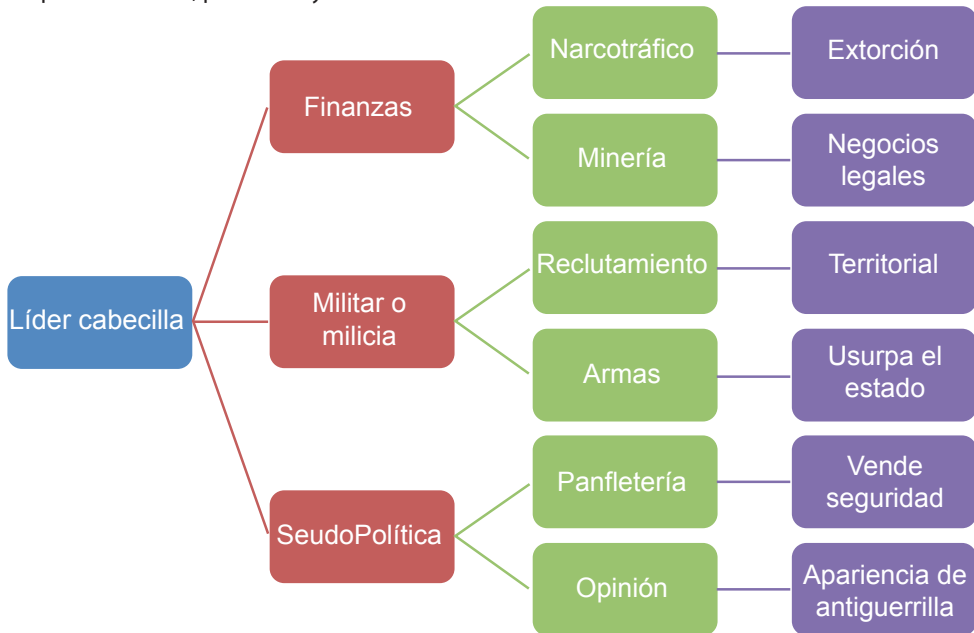 Narcotráfico
Extorción
Finanzas
Minería
Negocios
legales
Reclutamiento
Territorial
Líder cabecilla
Militar o
milicia
Armas
Usurpa el
estado
Panfletería
Vende
seguridad
SeudoPolítica
Opinión
Apariencia de
antiguerrilla